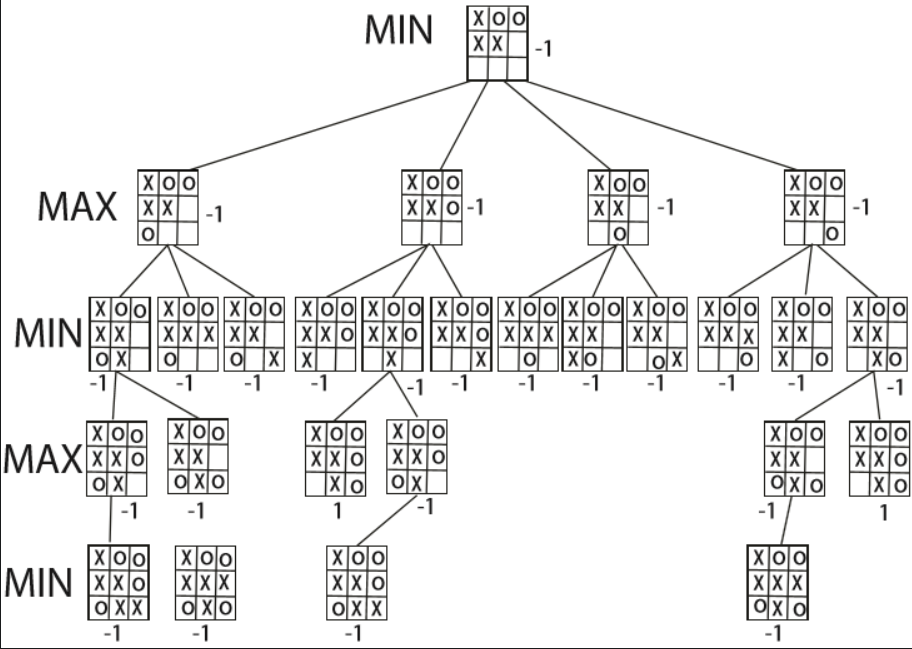 MIN
X O O
X X
-1
MAX
X O O
X X
O
-1
X O O
X X O
-1
X O O
X X
O
-1
X O O
X X
O
-1
MIN
X O O
X X
O X
-1
X O O
X X X
O
-1
X O O
X X
O X
-1
X O O
X X O
X
-1
X O O
X X O
X
-1
X O O
X X O
X
-1
X O O
X X X
O
-1
X O O
X X
X O
-1
X O O
X X
O X
-1
X O O
X X X
O
-1
X O O
X X
X O
-1
X O O
X X
X O
-1
MAX
X O O
X X O
O X
-1
X O O
X X
O X O
-1
X O O
X X O
X O
1
X O O
X X O
O X
-1
X O O
X X
O X O
-1
X O O
X X O
X O
1
MIN
X O O
X X O
O X X
-1
X O O
X X X
O X O
-1
X O O
X X O
O X X
-1
X O O
X X X
O X O
-1